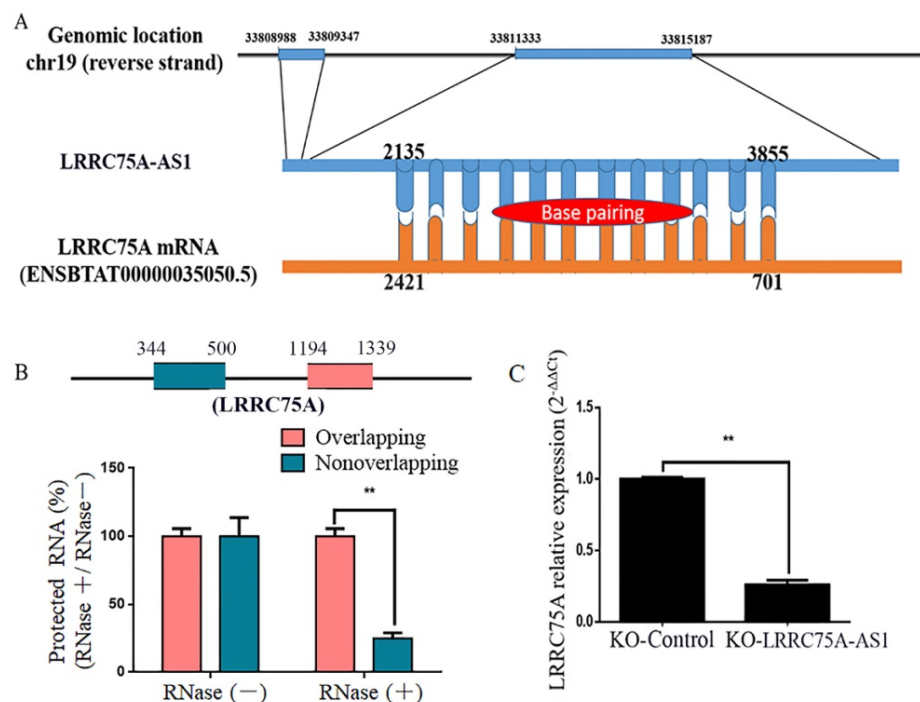 A
Genomic location
chr19 (reverse strand)
33808988
33809347
33811333
33815187
LRRC75A-AS1
2135
3855
Base pairing
LRRC75A mRNA
(ENSBTAT00000035050.5)
2421
701
B
344
500
1194
1339
(LRRC75A)
Overlapping
Nonoverlapping
Protected RNA (%)
(RNase +/ RNase−)
150
100
50
0
**
RNase (−)
RNase (+)
C
LRRC75A relative expression (2-ΔΔCt)
1.5
1.0
0.5
0.0
**
KO-Control
KO-LRRC75A-AS1